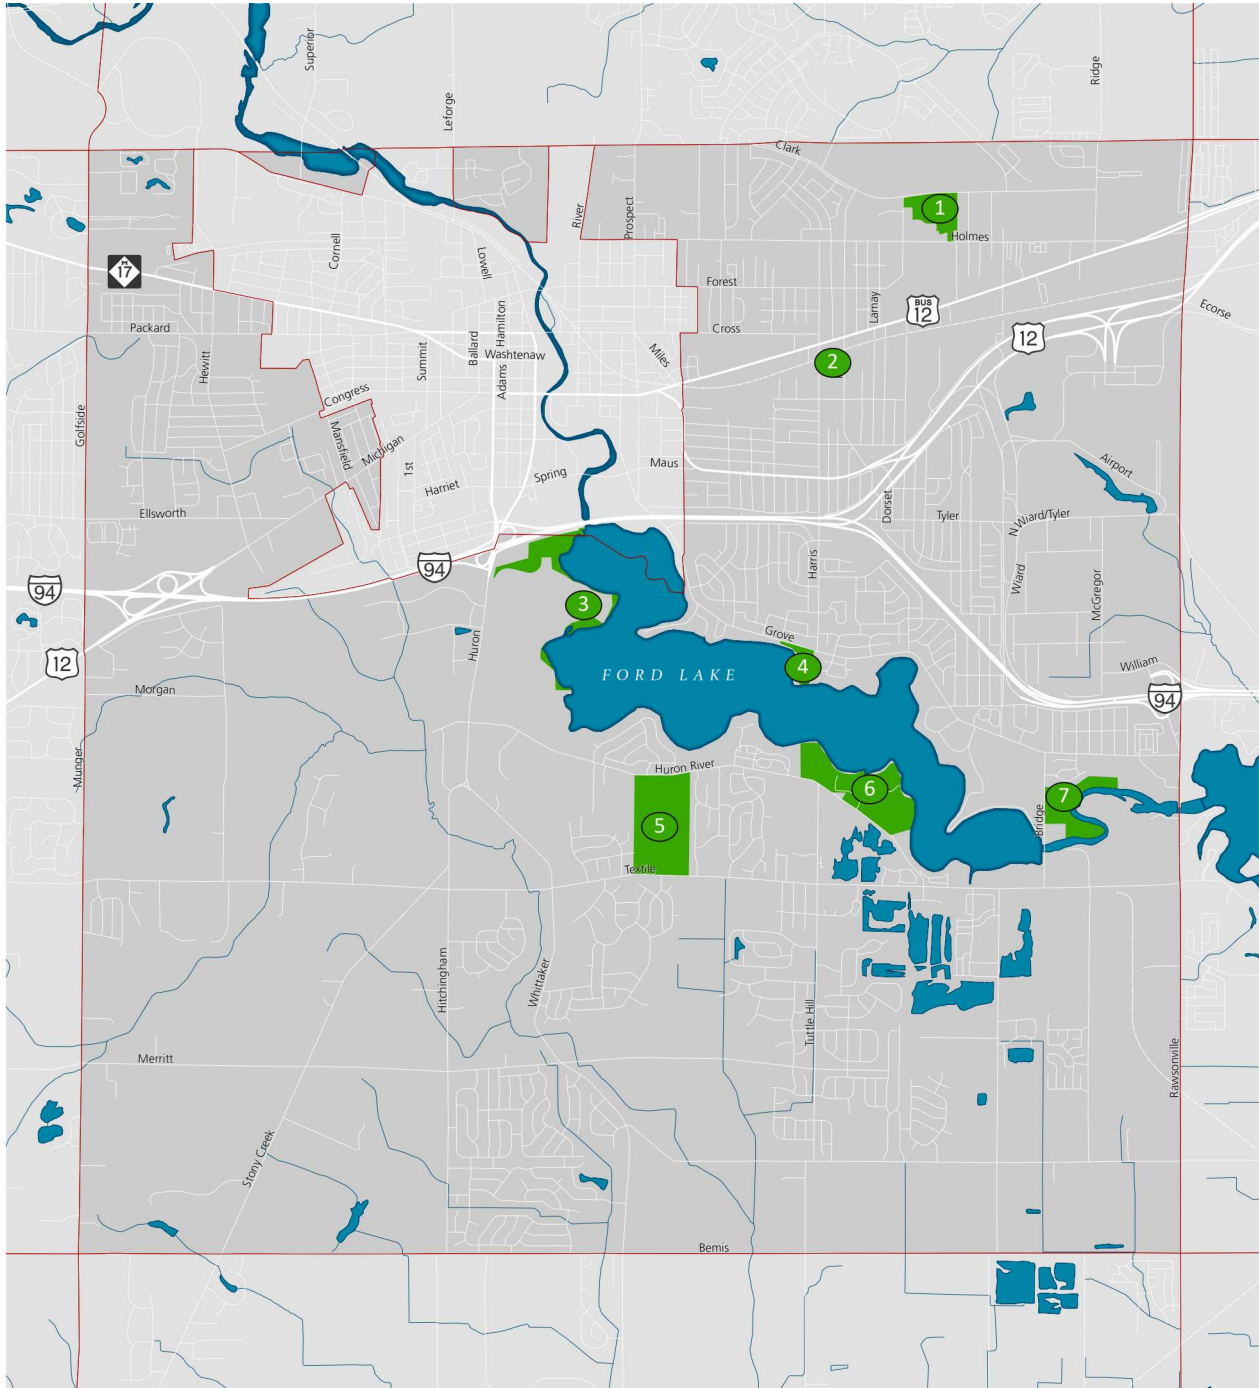 Superior
Leforge
Ridge
Clark
River
Prospect
1
Holmes
Cornell
Lowell
M
17
Forest
Lamay
BUS
12
Ecorse
Packard
Hewitt
Summit
Ballard
Hamilton
Washtenaw
Adams
Cross
Miles
12
2
Golfside
Congress
Mansfield
Michigan
1st
Harriet
Spring
Maus
Airport
Ellsworth
Dorset
Tyler
N Wiard/Tyler
94
94
Harris
Wiard
McGregor
3
Huron
Grove
12
FORD LAKE
4
William
94
Morgan
Munger
Huron River
6
7
Bridge
5
Textile
Hitchingham
Whittaker
Tuttle Hill
Merritt
Rawsonville
Stony Creek
Bemis